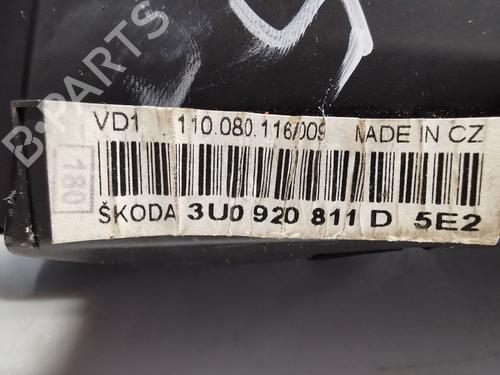 B-PARTS
S
VD1 110.080.116/009 MADE IN CZ
180
ŠKODA 3U0 920 811 D 5E2